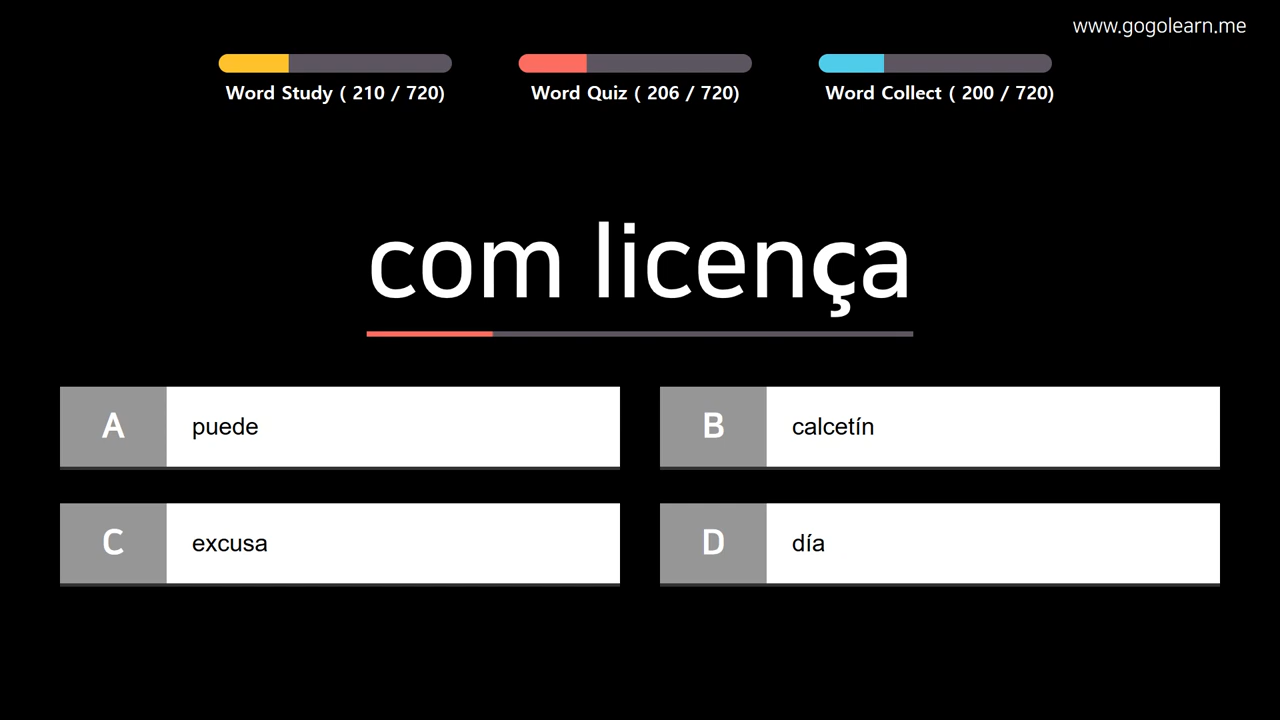 www.gogolearn.me
Word Study ( 210 / 720)
Word Quiz ( 206 / 720)
Word Collect ( 200 / 720)
com licença
A puede
B calcetín
C excusa
D día